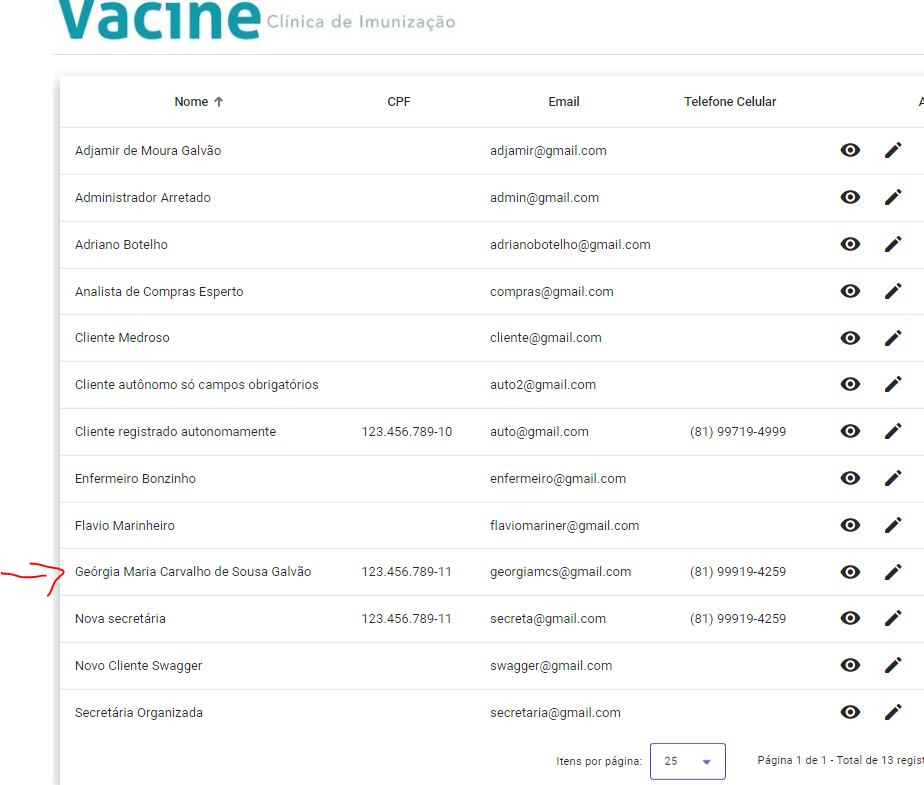 Vacine Clínica de Imunização
Nome CPF Email Telefone Celular
Adjamir de Moura Galvão adjamir@gmail.com
Administrador Arretado admin@gmail.com
Adriano Botelho adrianobotelho@gmail.com
Analista de Compras Esperto compras@gmail.com
Cliente Medroso cliente@gmail.com
Cliente autônomo só campos obrigatórios auto2@gmail.com
Cliente registrado autonomamente 123.456.789-10 auto@gmail.com (81) 99719-4999
Enfermeiro Bonzinho enfermeiro@gmail.com
Flavio Marinheiro flaviomariner@gmail.com
Geórgia Maria Carvalho de Sousa Galvão 123.456.789-11 georgiamcs@gmail.com (81) 99919-4259
Nova secretária 123.456.789-11 secreta@gmail.com (81) 99919-4259
Novo Cliente Swagger swagger@gmail.com
Secretária Organizada secretaria@gmail.com
Itens por página: 25 Página 1 de 1 - Total de 13 regist